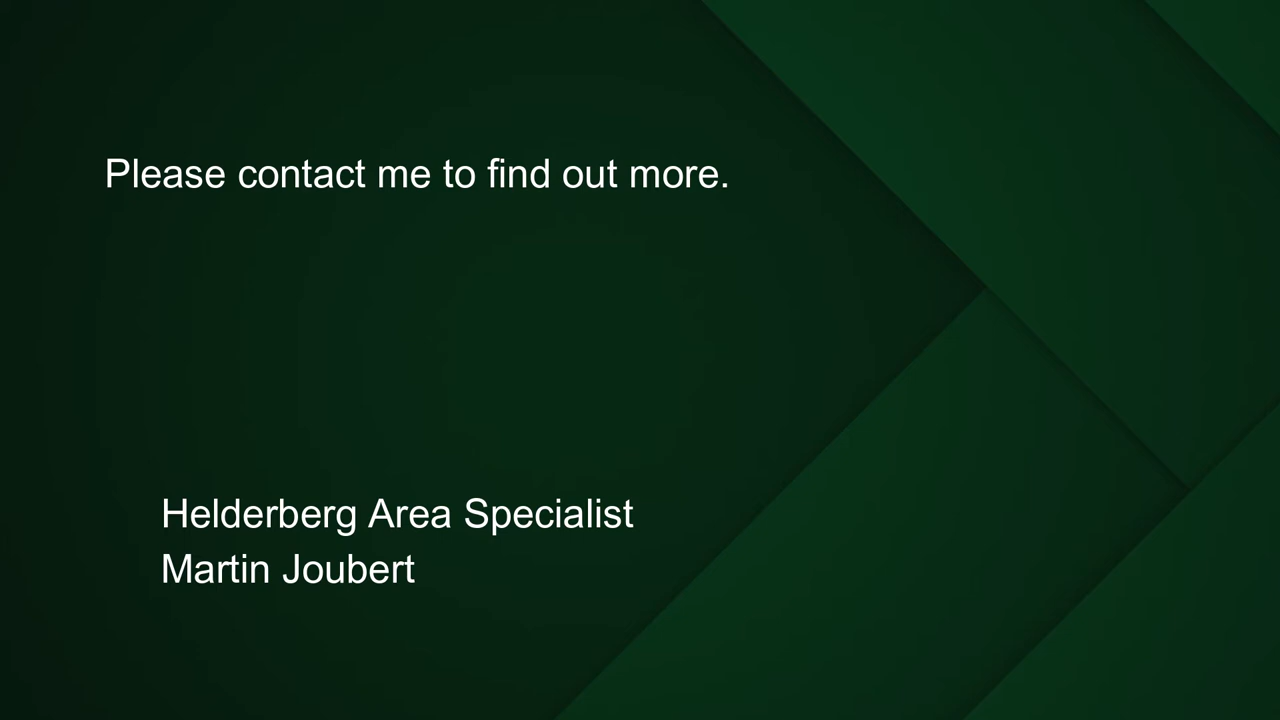 Please contact me to find out more.
Helderberg Area Specialist
Martin Joubert